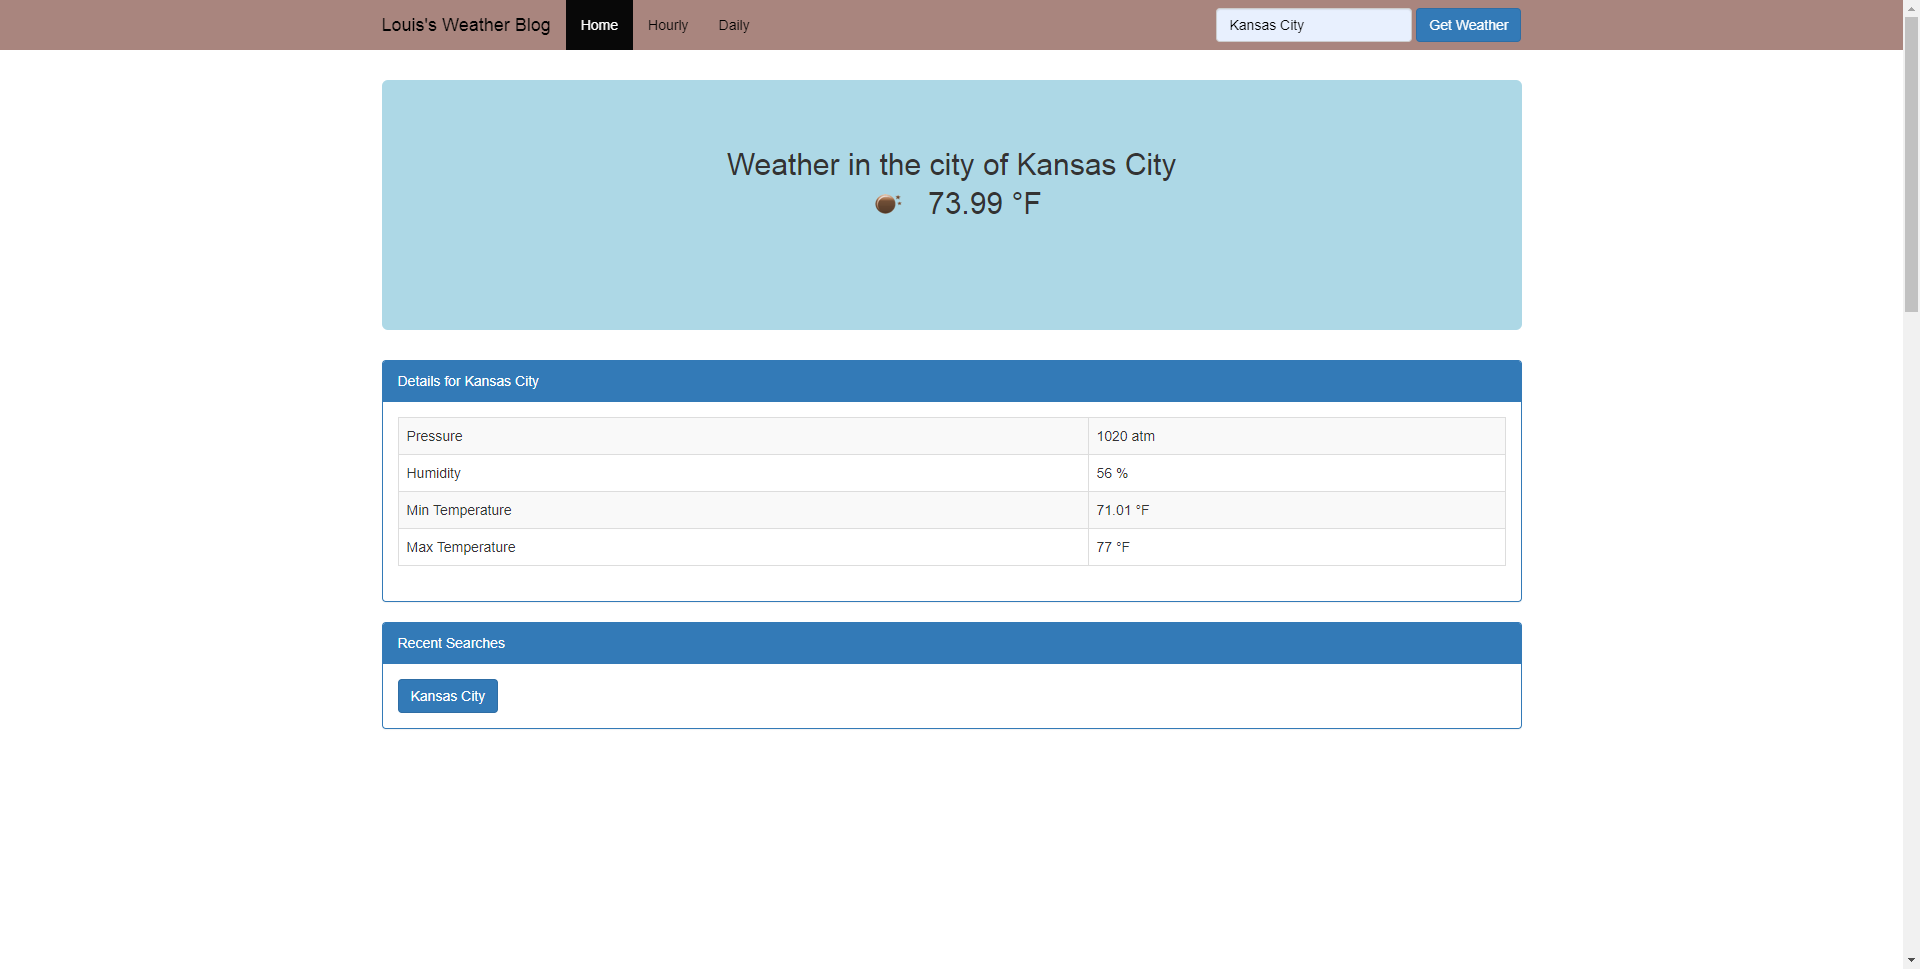 Louis's Weather Blog Home Hourly Daily Kansas City Get Weather
Weather in the city of Kansas City
73.99 °F
Details for Kansas City
Pressure 1020 atm
Humidity 56 %
Min Temperature 71.01 °F
Max Temperature 77 °F
Recent Searches
Kansas City